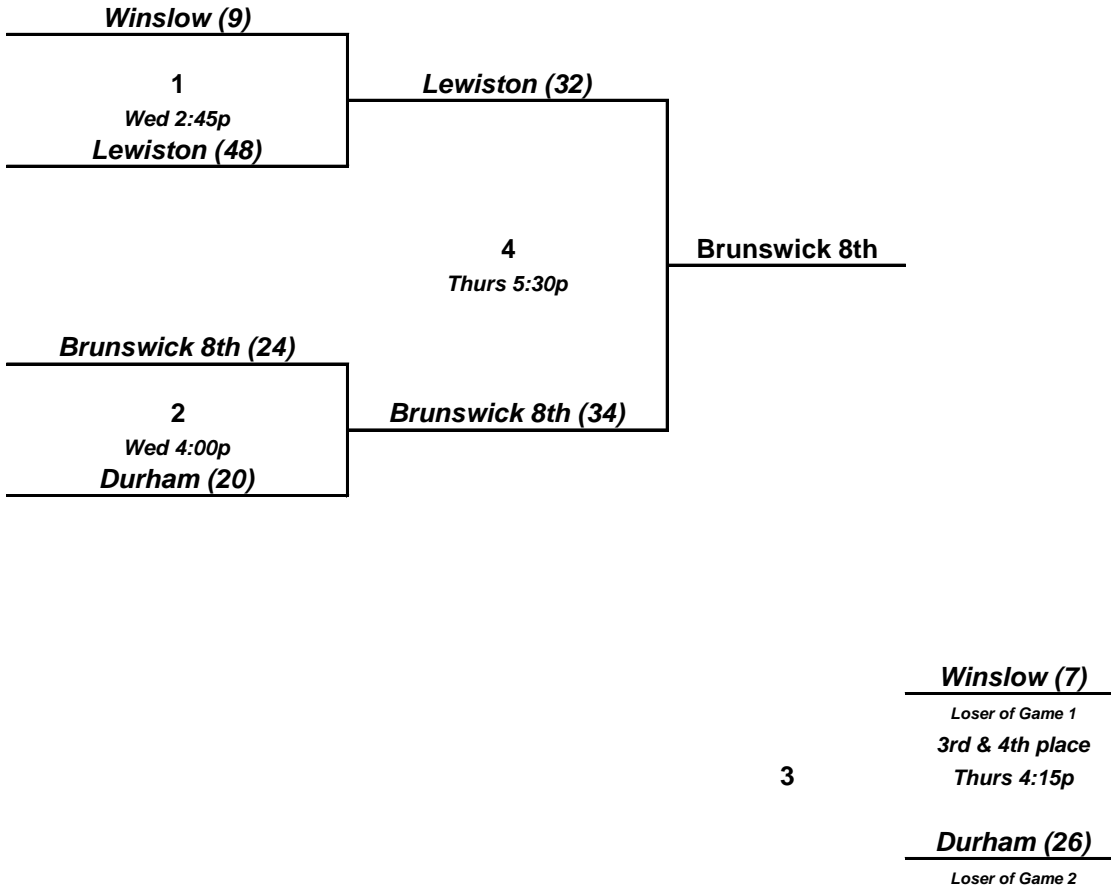 Winslow (9)
1
Wed 2:45p
Lewiston (48)
Lewiston (32)
4
Thurs 5:30p
Brunswick 8th
Brunswick 8th (24)
2
Wed 4:00p
Durham (20)
Brunswick 8th (34)
Winslow (7)
Loser of Game 1
3rd & 4th place
3
Thurs 4:15p
Durham (26)
Loser of Game 2